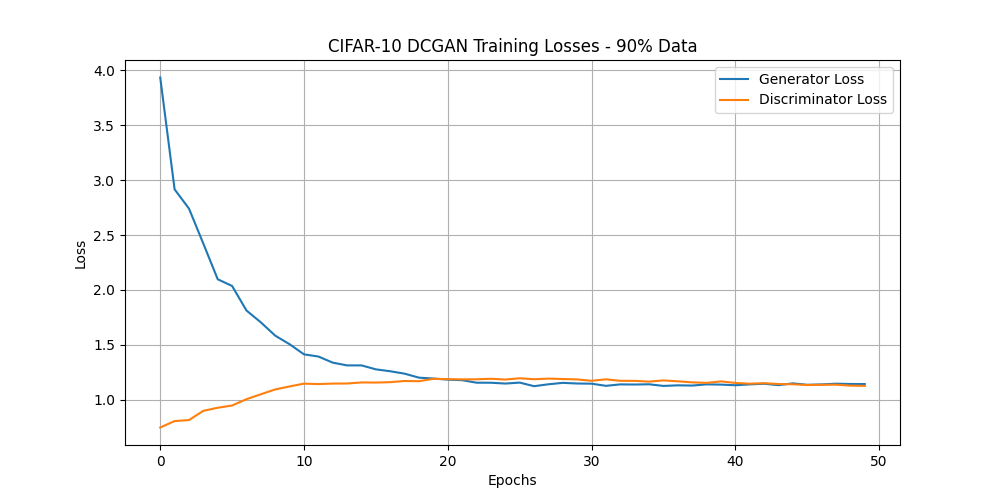 CIFAR-10 DCGAN Training Losses - 90% Data
Generator Loss
Discriminator Loss
4.0
3.5
3.0
2.5
2.0
1.5
1.0
Loss
0
10
20
30
40
50
Epochs